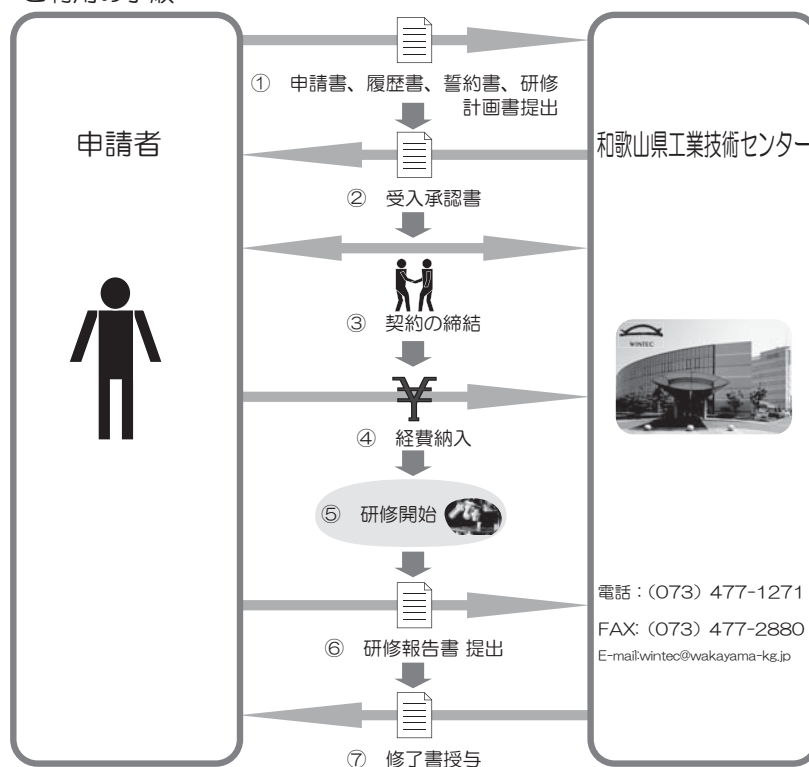 申請者
① 申請書、履歴書、誓約書、研修
計画書提出
② 受入承認書
③ 契約の締結
④ 経費納入
⑤ 研修開始
⑥ 研修報告書 提出
⑦ 修了書授与
和歌山県工業技術センター
WINTEC
電話：(073) 477-1271
FAX: (073) 477-2880
E-mail:wintec@wakayama-kg.jp